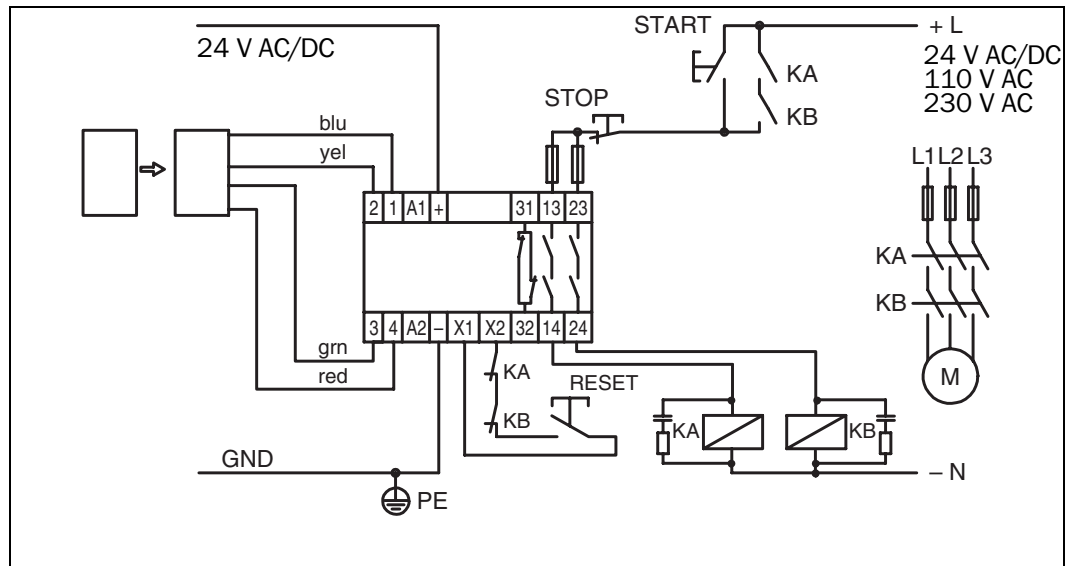 START
+ L
24 V AC/DC
24 V AC/DC
110 V AC
230 V AC
KA
KB
STOP
blu
yel
L1 L2 L3
2 1 A1 + 31 13 23
KA
KB
3 4 A2 – X1 X2 32 14 24
grn
red
KA
RESET
M
KB
KA
KB
GND
– N
PE